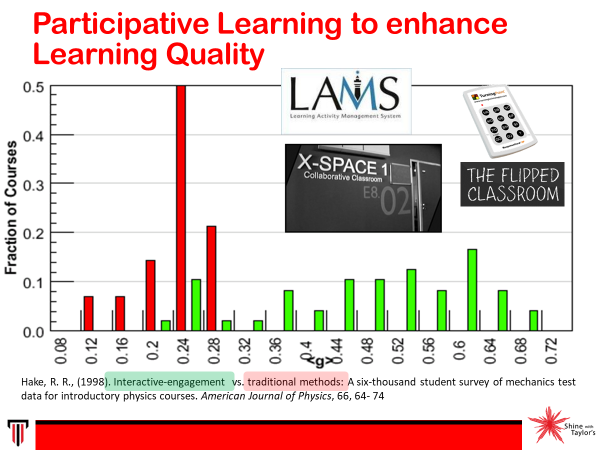 Participative Learning to enhance
Learning Quality
LAMS
Learning Activity Management System
TurningPoint
X-SPACE 1
Collaborative Classroom
E8.
02
THE FLIPPED
CLASSROOM
Fraction of Courses
0.5
0.4
0.3
0.2
0.1
0.0
0.08
0.12
0.16
0.2
0.24
0.28
0.32
0.36
0.4
0.44
0.48
0.52
0.56
0.6
0.64
0.68
0.72
<g>
Hake, R. R., (1998). Interactive-engagement vs. traditional methods: A six-thousand student survey of mechanics test
data for introductory physics courses. American Journal of Physics, 66, 64- 74
Shine with
Taylor's